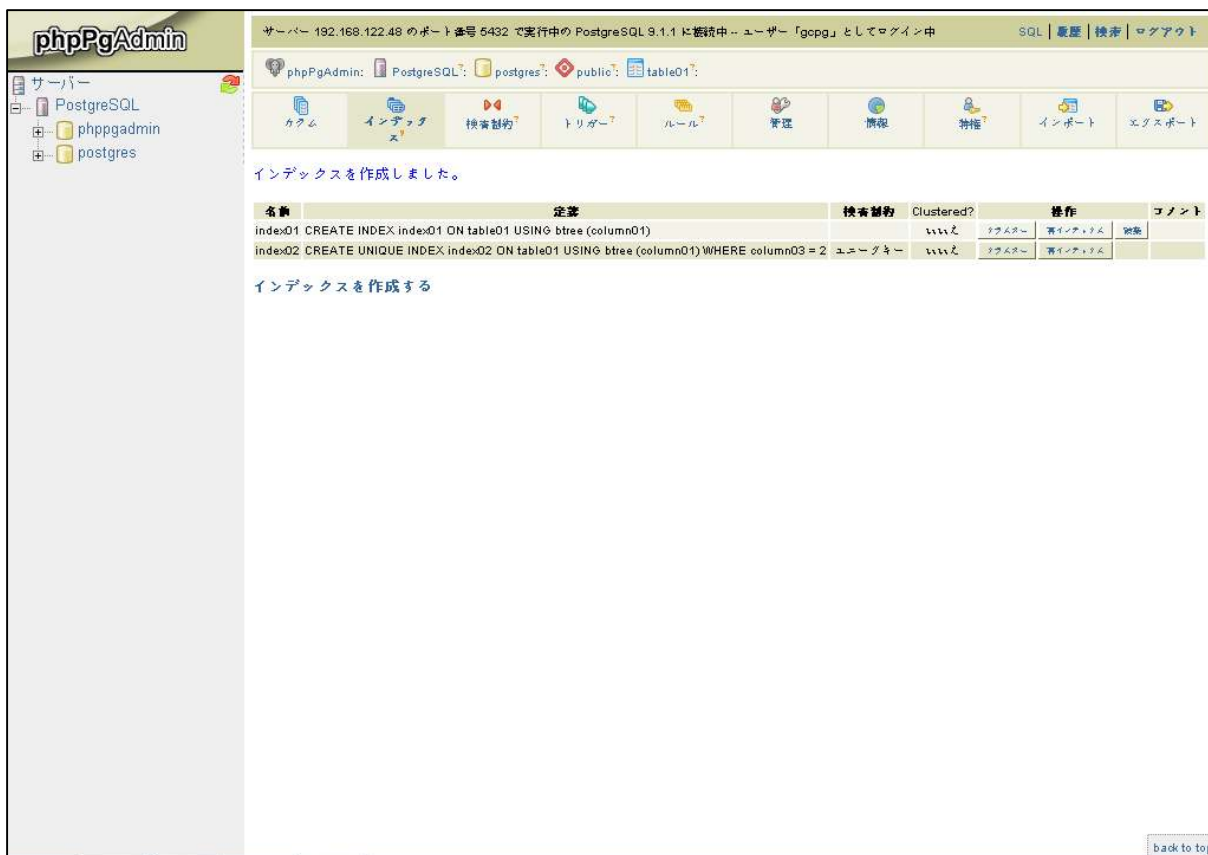 phpPgAdmin
サーバー 192.168.122.48 のポート番号 5432 で実行中の PostgreSQL 9.1.1 に接続中 -- ユーザー「gcpg」としてログイン中
SQL | 履歴 | 検索 | ログアウト
サーバー
PostgreSQL
phppgadmin
postgres
phpPgAdmin: PostgreSQL?: postgres?: public?: table01?:
カラム
インデックス?
検査制約?
トリガー?
ルール?
管理
情報
特権?
インポート
エクスポート
インデックスを作成しました。
名前 定義 検査制約 Clustered? 操作 コメント
index01 CREATE INDEX index01 ON table01 USING btree (column01) いいえ クラスター 再インデックス 破棄
index02 CREATE UNIQUE INDEX index02 ON table01 USING btree (column01) WHERE column03 = 2 ユニークキー いいえ クラスター 再インデックス
インデックスを作成する
back to top